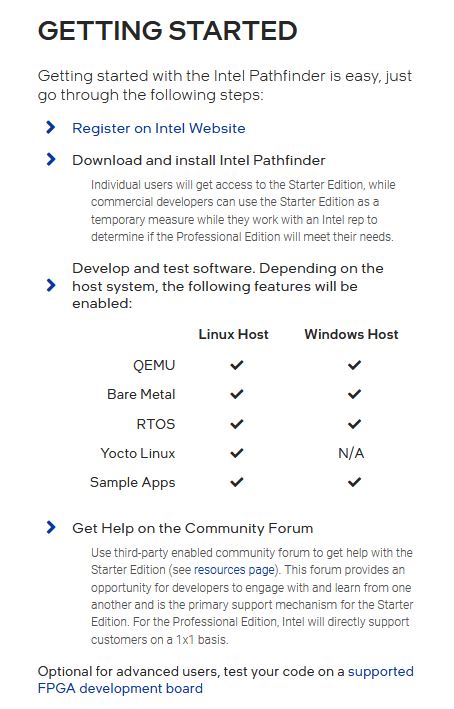 GETTING STARTED
Getting started with the Intel Pathfinder is easy, just
go through the following steps:
Register on Intel Website
Download and install Intel Pathfinder
Individual users will get access to the Starter Edition, while
commercial developers can use the Starter Edition as a
temporary measure while they work with an Intel rep to
determine if the Professional Edition will meet their needs.
Develop and test software. Depending on the
host system, the following features will be
enabled:
Linux Host Windows Host
QEMU ✓ ✓
Bare Metal ✓ ✓
RTOS ✓ ✓
Yocto Linux ✓ N/A
Sample Apps ✓ ✓
Get Help on the Community Forum
Use third-party enabled community forum to get help with the
Starter Edition (see resources page). This forum provides an
opportunity for developers to engage with and learn from one
another and is the primary support mechanism for the Starter
Edition. For the Professional Edition, Intel will directly support
customers on a 1x1 basis.
Optional for advanced users, test your code on a supported
FPGA development board